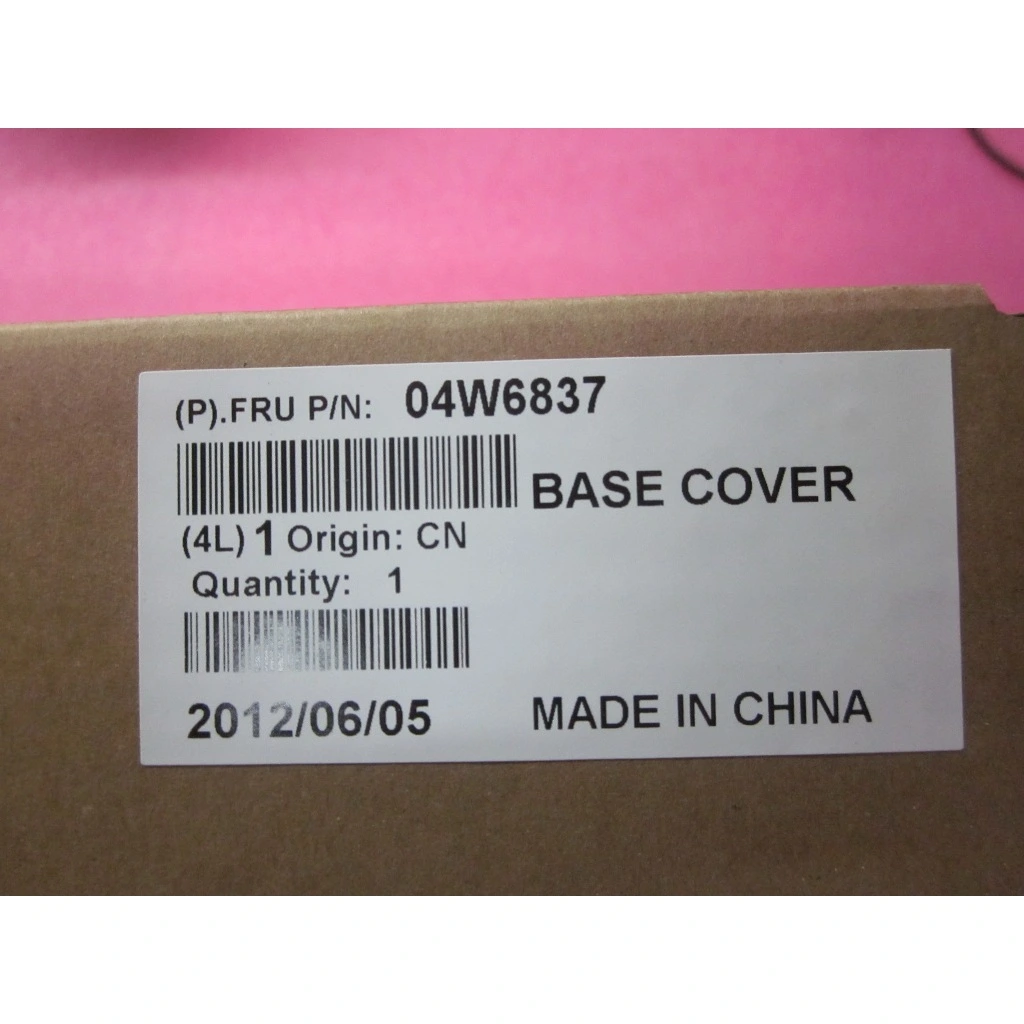 (P).FRU P/N: 04W6837
BASE COVER
(4L) 1 Origin: CN
Quantity: 1
2012/06/05
MADE IN CHINA